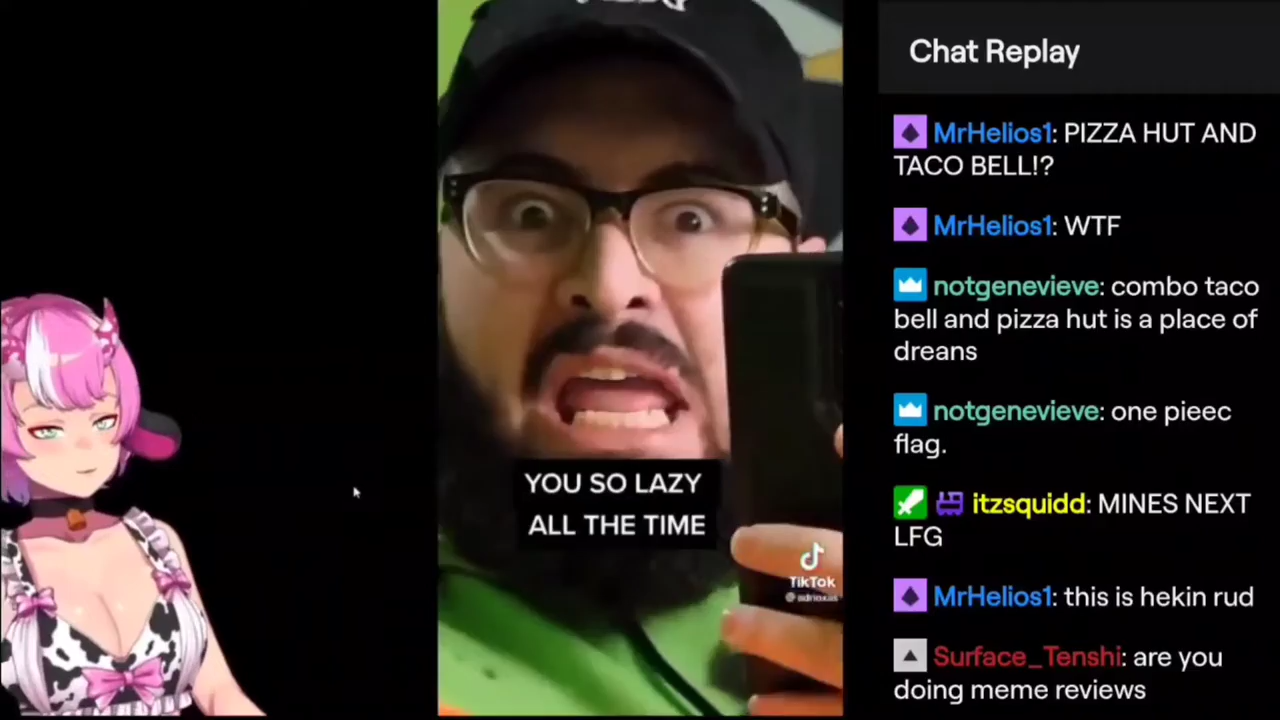 Chat Replay
MrHelios1: PIZZA HUT AND
TACO BELL!?
MrHelios1: WTF
notgenevieve: combo taco
bell and pizza hut is a place of
dreans
notgenevieve: one pieec
flag.
itzsquidd: MINES NEXT
LFG
MrHelios1: this is hekin rud
Surface_Tenshi: are you
doing meme reviews
YOU SO LAZY
ALL THE TIME
TikTok